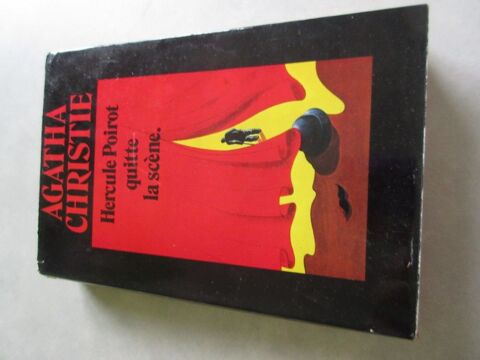 AGATHA
CHRISTIE
Hercule Poirot
quitte
la scène.